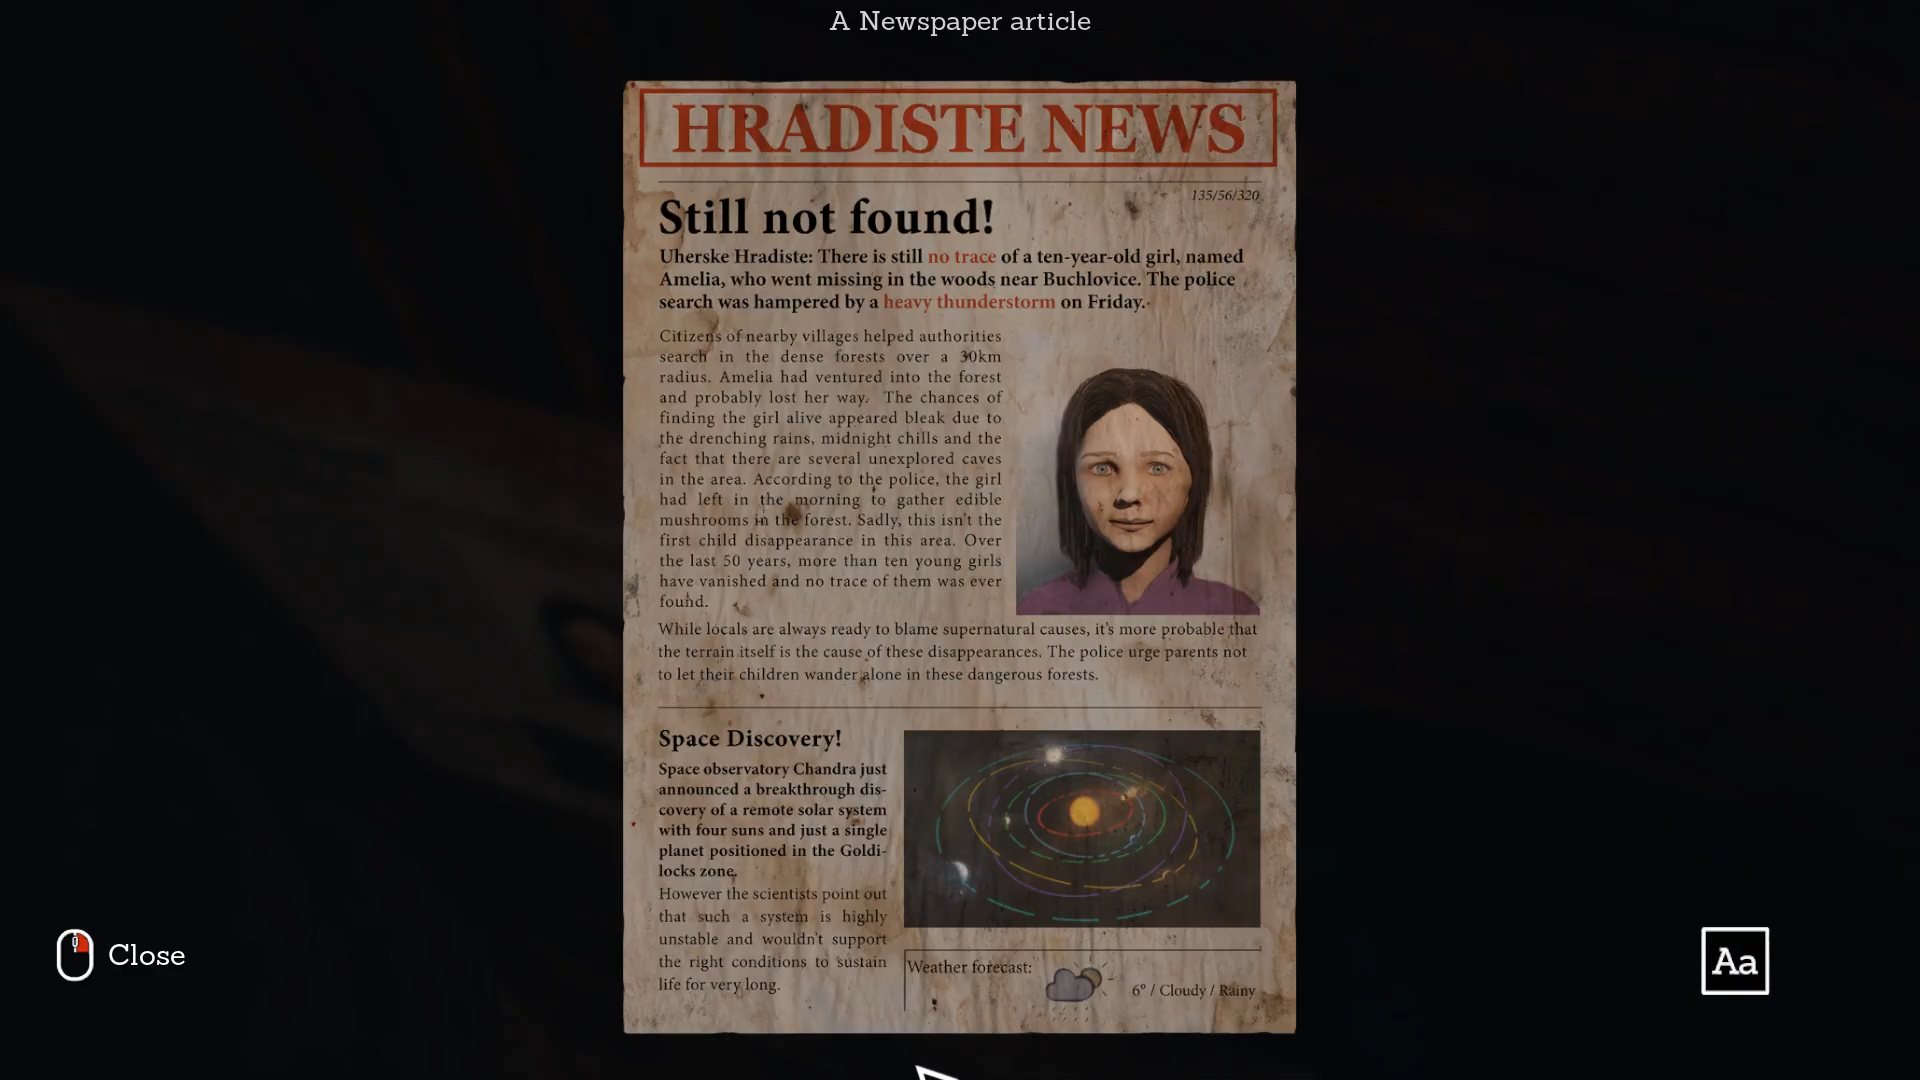 A Newspaper article
HRADISTE NEWS
135/56/320
Still not found!
Uherske Hradiste: There is still no trace of a ten-year-old girl, named
Amelia, who went missing in the woods near Buchlovice. The police
search was hampered by a heavy thunderstorm on Friday.
Citizens of nearby villages helped authorities
search in the dense forests over a 30km
radius. Amelia had ventured into the forest
and probably lost her way. The chances of
finding the girl alive appeared bleak due to
the drenching rains, midnight chills and the
fact that there are several unexplored caves
in the area. According to the police, the girl
had left in the morning to gather edible
mushrooms in the forest. Sadly, this isn't the
first child disappearance in this area. Over
the last 50 years, more than ten young girls
have vanished and no trace of them was ever
found.
While locals are always ready to blame supernatural causes, it's more probable that
the terrain itself is the cause of these disappearances. The police urge parents not
to let their children wander alone in these dangerous forests.
Space Discovery!
Space observatory Chandra just
announced a breakthrough dis-
covery of a remote solar system
with four suns and just a single
planet positioned in the Goldi-
locks zone.
However the scientists point out
that such a system is highly
unstable and wouldn't support
the right conditions to sustain
life for very long.
Weather forecast:
6° / Cloudy / Rainy
Close
Aa